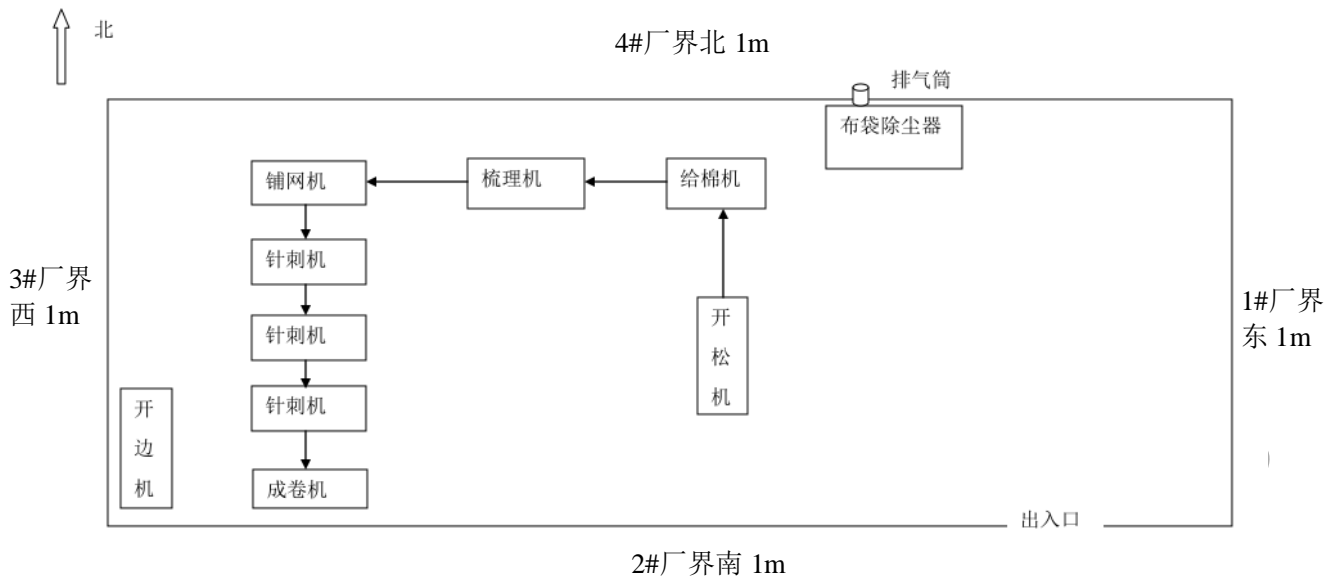 北
4#厂界北 1m
排气筒
布袋除尘器
铺网机
梳理机
给棉机
针刺机
3#厂界
西 1m
1#厂界
东 1m
针刺机
开
松
机
针刺机
开
边
机
成卷机
出入口
2#厂界南 1m